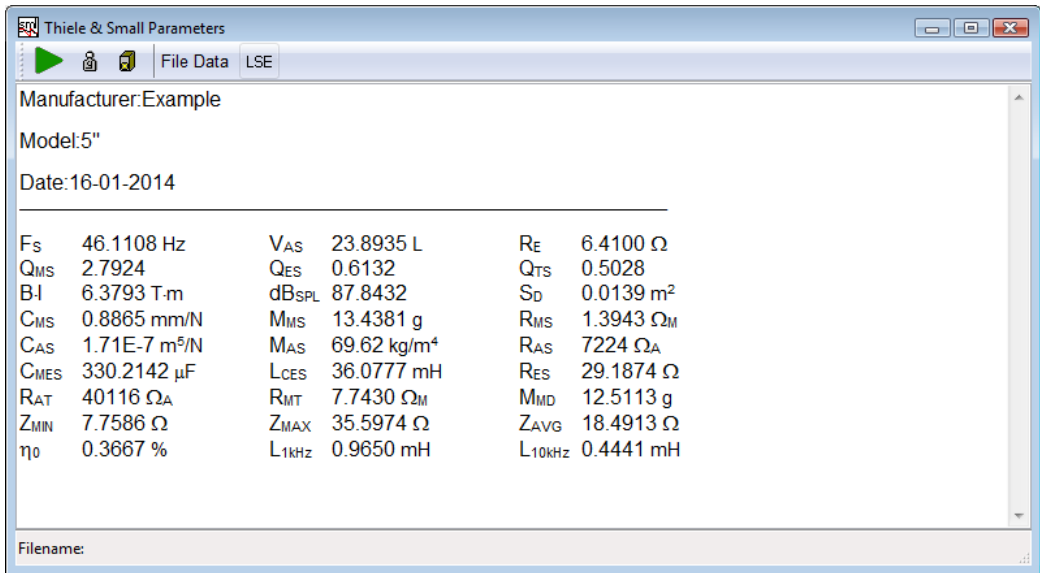 Thiele & Small Parameters
File Data LSE
Manufacturer:Example
Model:5"
Date:16-01-2014
FS 46.1108 Hz VAS 23.8935 L RE 6.4100 Ω
QMS 2.7924 QES 0.6132 QTS 0.5028
B·l 6.3793 T·m dBSPL 87.8432 SD 0.0139 m²
CMS 0.8865 mm/N MMS 13.4381 g RMS 1.3943 ΩM
CAS 1.71E-7 m⁵/N MAS 69.62 kg/m⁴ RAS 7224 ΩA
CMES 330.2142 µF LCES 36.0777 mH RES 29.1874 Ω
RAT 40116 ΩA RMT 7.7430 ΩM MMD 12.5113 g
ZMIN 7.7586 Ω ZMAX 35.5974 Ω ZAVG 18.4913 Ω
η0 0.3667 % L1kHz 0.9650 mH L10kHz 0.4441 mH
Filename: